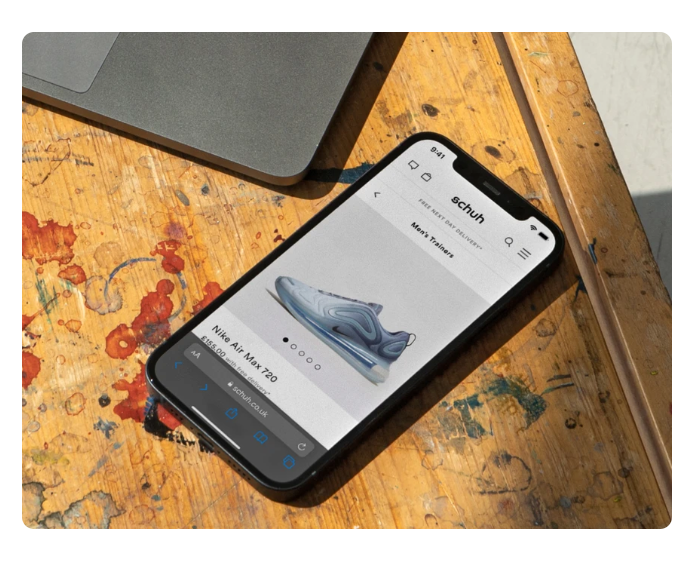 9:41
schuh
FREE NEXT DAY DELIVERY*
Men's Trainers
Nike Air Max 720
£155.00 with free delivery*
AA
schuh.co.uk